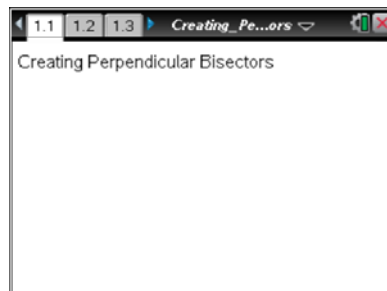 1.1 1.2 1.3 Creating_Pe...ors
Creating Perpendicular Bisectors